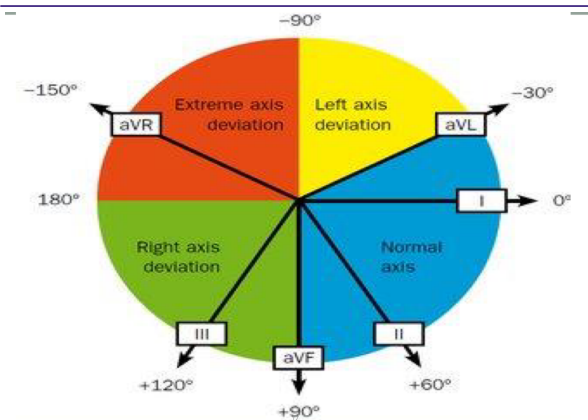 −90°
−150°
−30°
Extreme axis
deviation
Left axis
deviation
aVR
aVL
180°
I
0°
Right axis
deviation
Normal
axis
III
II
aVF
+120°
+60°
+90°